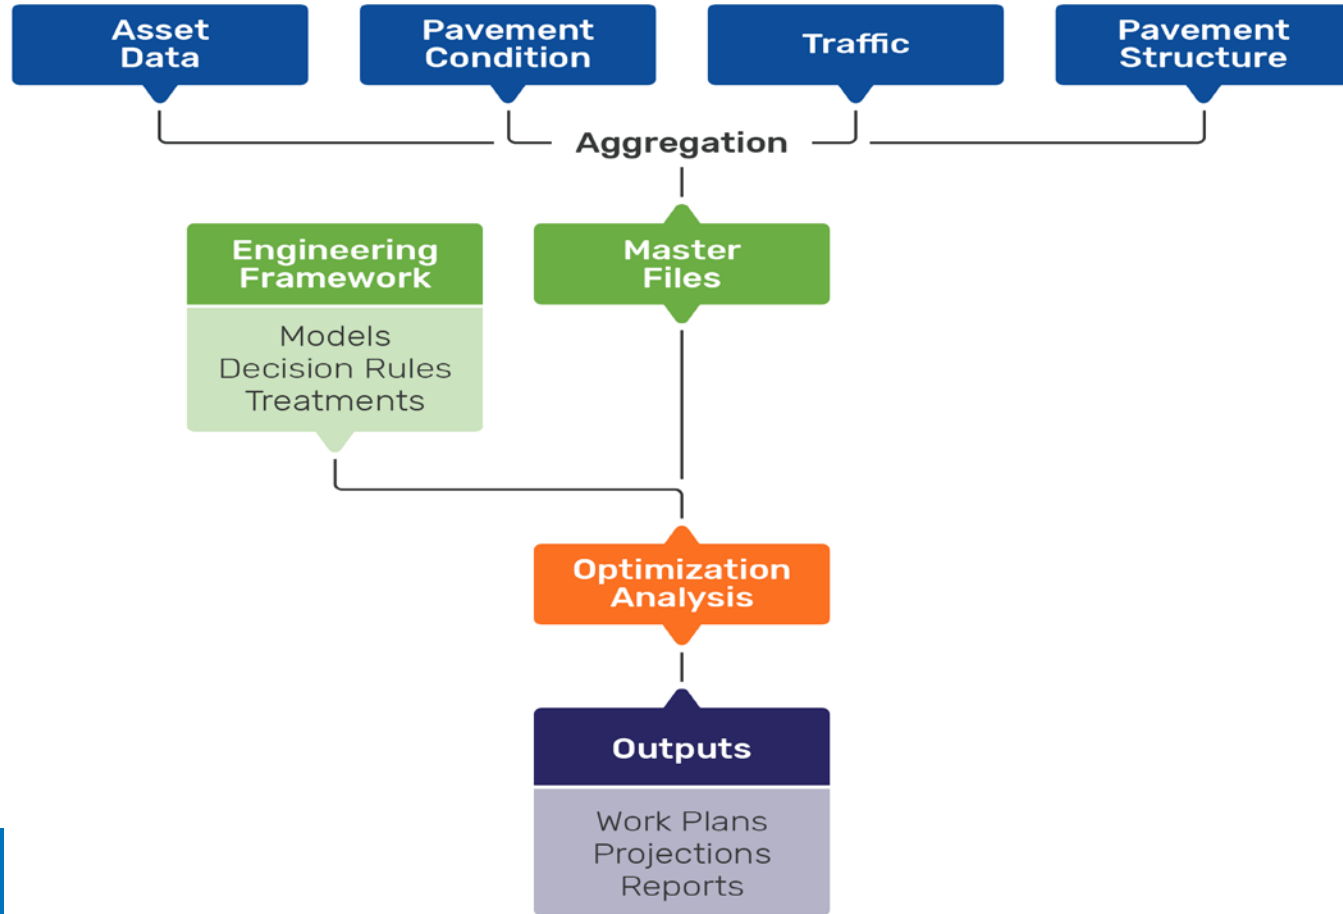 Asset
Data
Pavement
Condition
Traffic
Pavement
Structure
Aggregation
Engineering
Framework
Models
Decision Rules
Treatments
Master
Files
Optimization
Analysis
Outputs
Work Plans
Projections
Reports